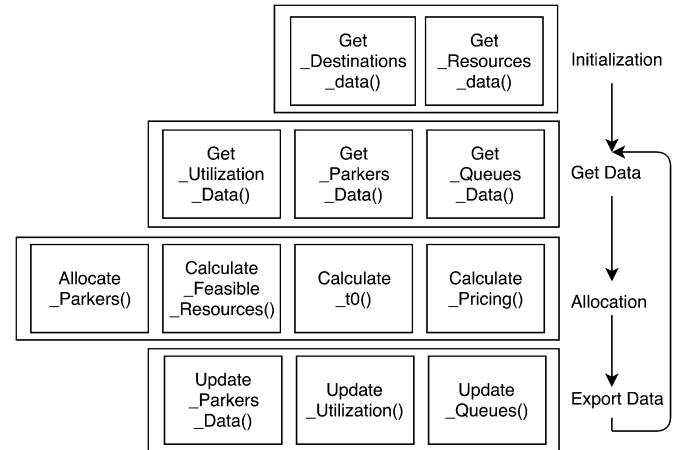 Get
_Destinations
_data()
Get
_Resources
_data()
Initialization
Get
_Utilization
_Data()
Get
_Parkers
_Data()
Get
_Queues
_Data()
Get Data
Allocate
_Parkers()
Calculate
_Feasible
_Resources()
Calculate
_t0()
Calculate
_Pricing()
Allocation
Update
_Parkers
_Data()
Update
_Utilization()
Update
_Queues()
Export Data